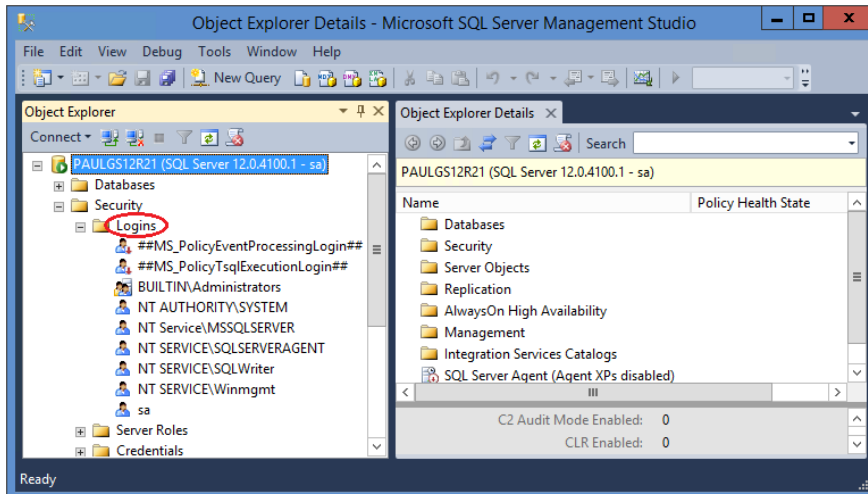 Object Explorer Details - Microsoft SQL Server Management Studio
File Edit View Debug Tools Window Help
New Query
Object Explorer
Connect
PAULGS12R21 (SQL Server 12.0.4100.1 - sa)
Databases
Security
Logins
##MS_PolicyEventProcessingLogin##
##MS_PolicyTsqlExecutionLogin##
BUILTIN\Administrators
NT AUTHORITY\SYSTEM
NT Service\MSSQLSERVER
NT SERVICE\SQLSERVERAGENT
NT SERVICE\SQLWriter
NT SERVICE\Winmgmt
sa
Server Roles
Credentials
Object Explorer Details
Search
PAULGS12R21 (SQL Server 12.0.4100.1 - sa)
Name Policy Health State
Databases
Security
Server Objects
Replication
AlwaysOn High Availability
Management
Integration Services Catalogs
SQL Server Agent (Agent XPs disabled)
C2 Audit Mode Enabled: 0
CLR Enabled: 0
Ready